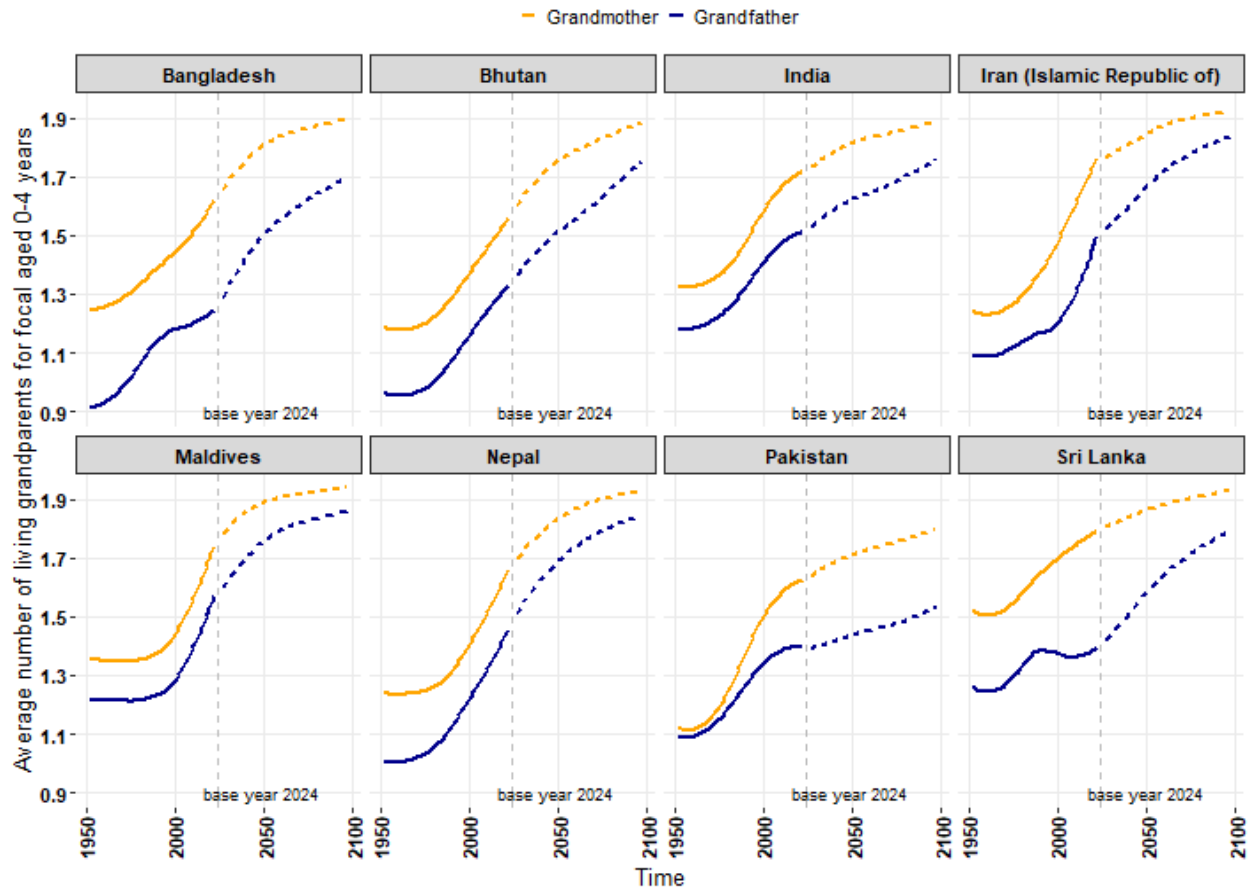 Grandmother Grandfather
Bangladesh Bhutan India Iran (Islamic Republic of)
Average number of living grandparents for focal aged 0-4 years
1.9
1.7
1.5
1.3
1.1
0.9
base year 2024 base year 2024 base year 2024 base year 2024
Maldives Nepal Pakistan Sri Lanka
1.9
1.7
1.5
1.3
1.1
0.9
base year 2024 base year 2024 base year 2024 base year 2024
1950 2000 2050 2100 1950 2000 2050 2100 1950 2000 2050 2100 1950 2000 2050 2100
Time